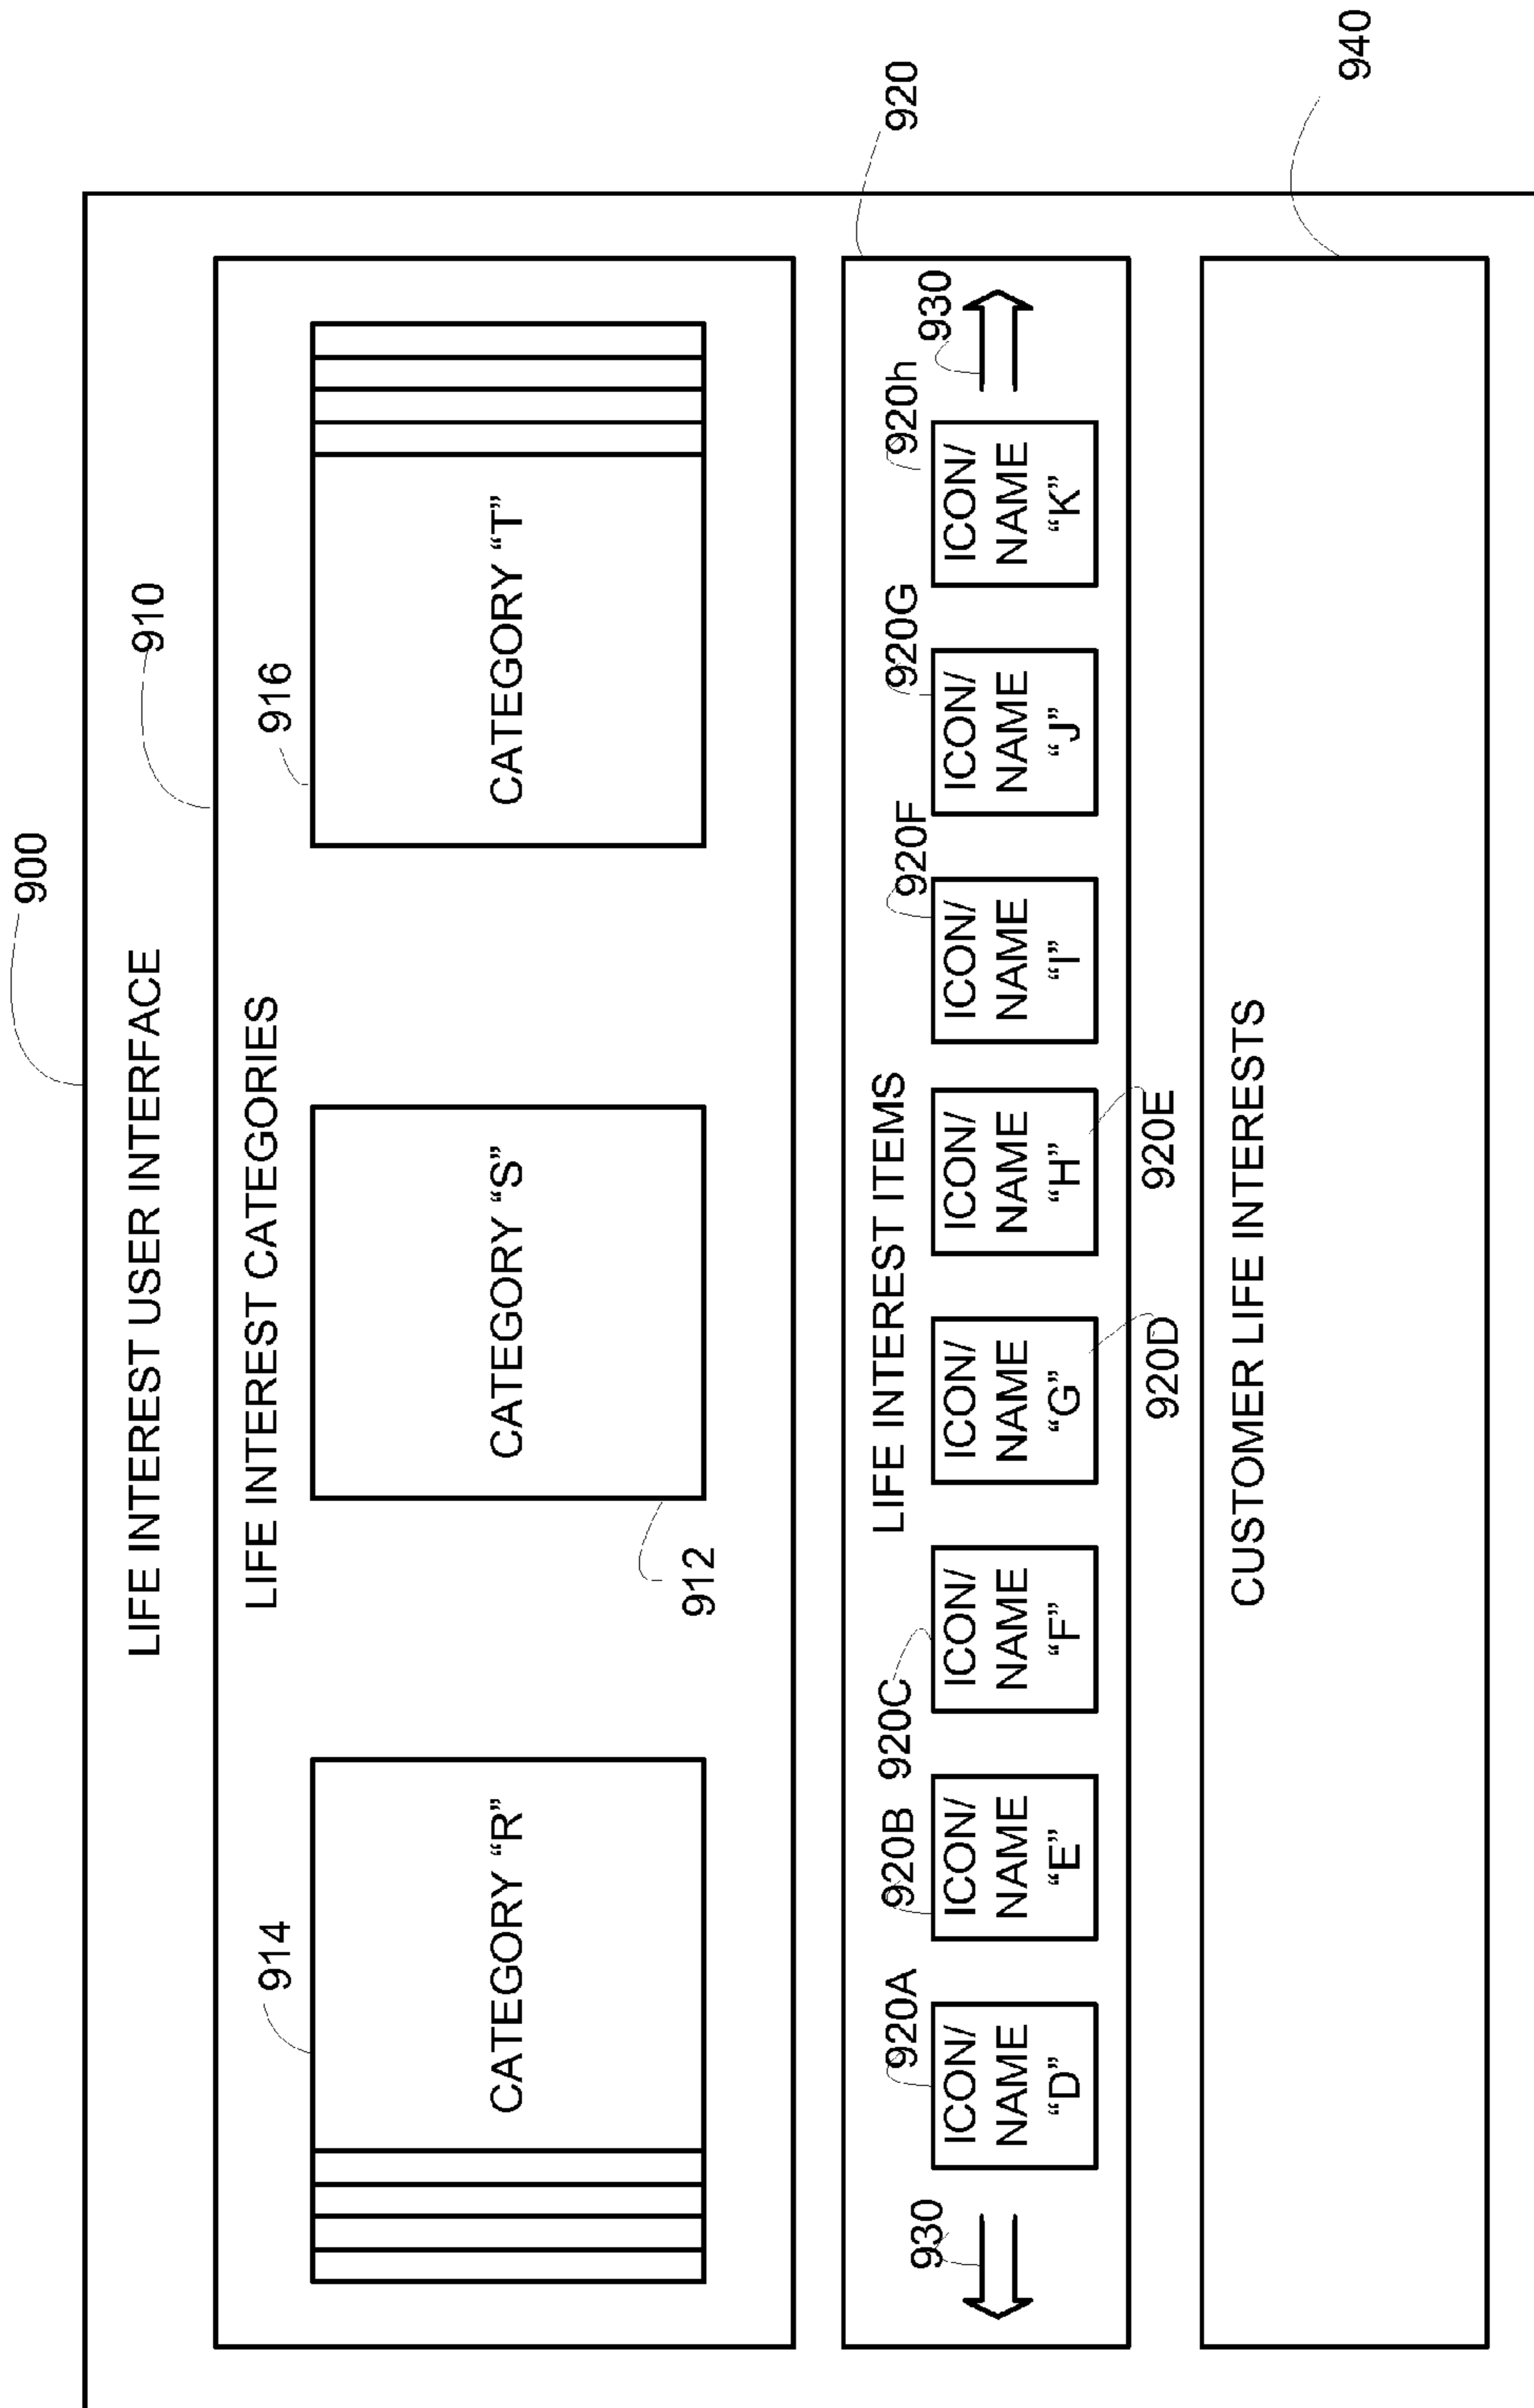 900
LIFE INTEREST USER INTERFACE
910
LIFE INTEREST CATEGORIES
914
916
CATEGORY “R”
CATEGORY “S”
CATEGORY “T”
912
LIFE INTEREST ITEMS
920
930
920A
920B
920C
920F
920G
920h
930
ICON/
NAME
“D”
ICON/
NAME
“E”
ICON/
NAME
“F”
ICON/
NAME
“G”
ICON/
NAME
“H”
ICON/
NAME
“I”
ICON/
NAME
“J”
ICON/
NAME
“K”
920D
920E
CUSTOMER LIFE INTERESTS
940